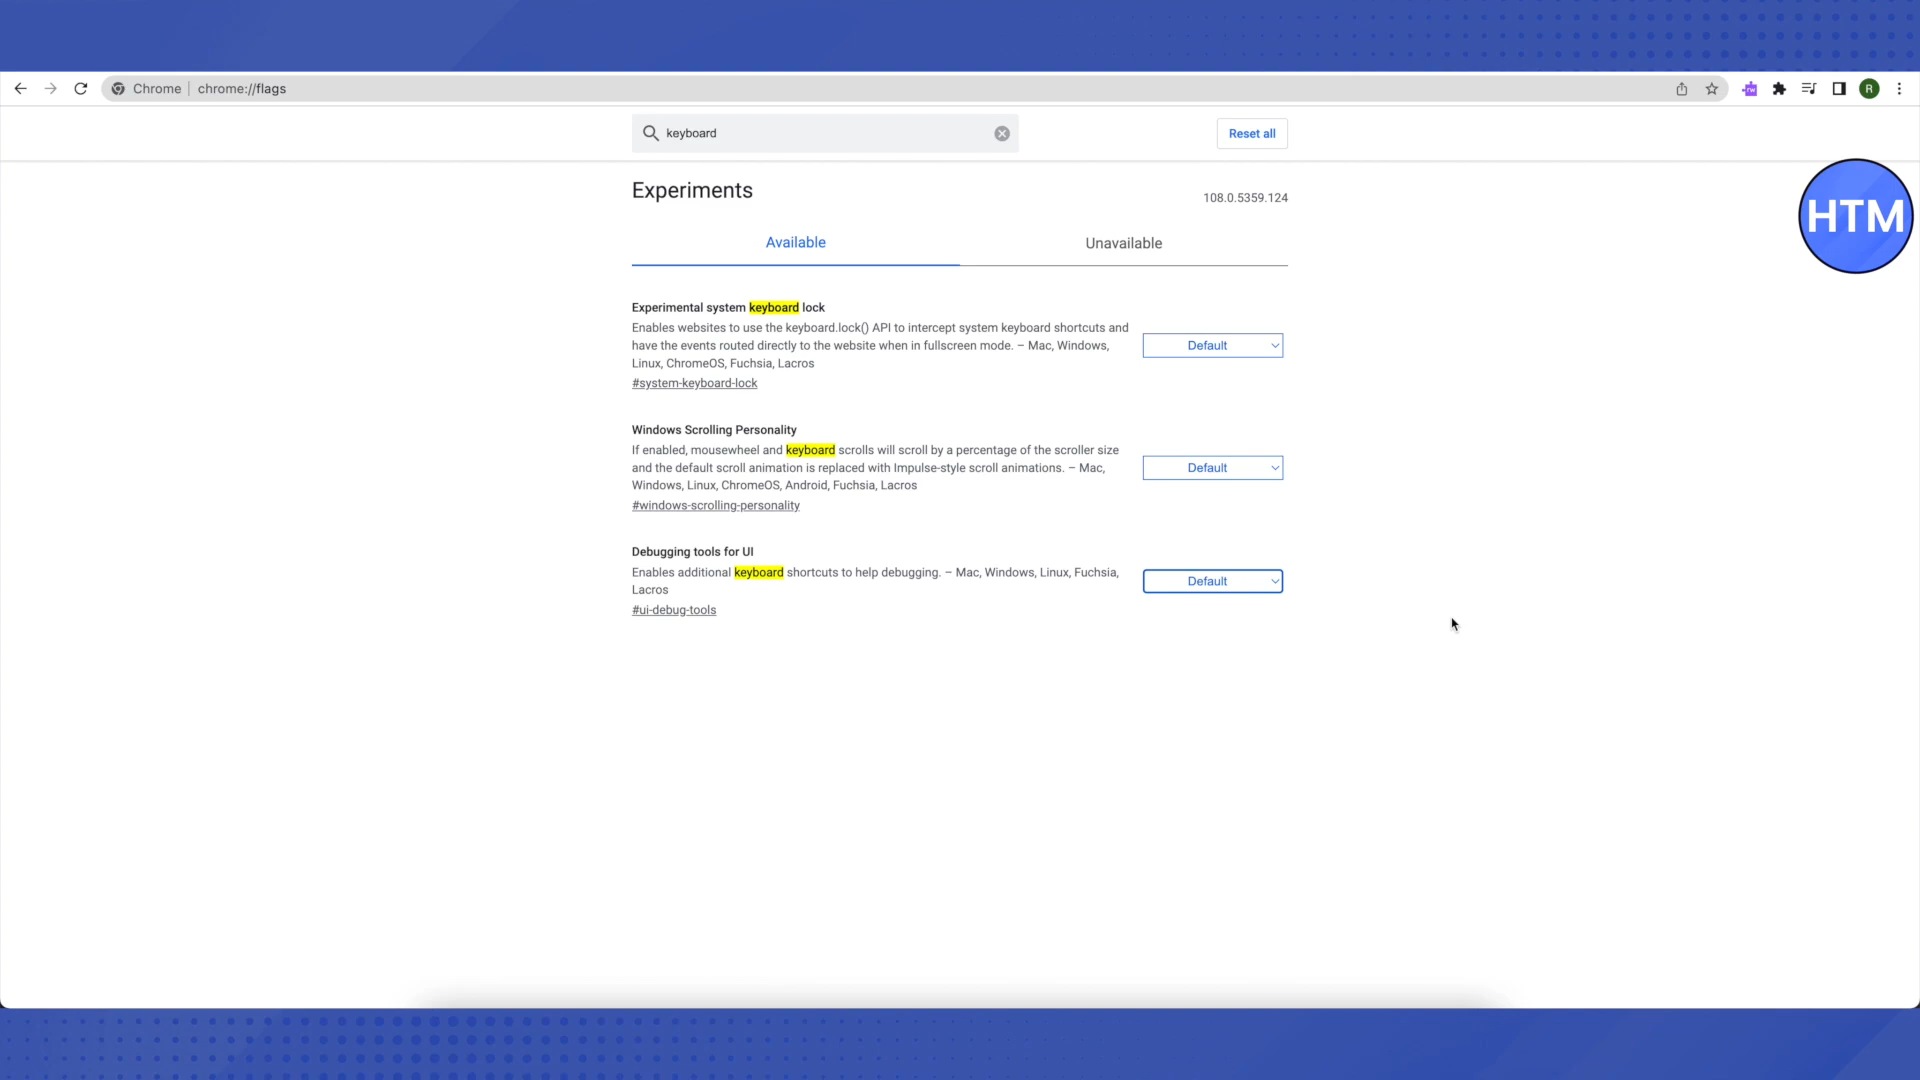 Chrome | chrome://flags
rw
R
keyboard
Reset all
HTM
Experiments
108.0.5359.124
Available
Unavailable
Experimental system keyboard lock
Enables websites to use the keyboard.lock() API to intercept system keyboard shortcuts and
have the events routed directly to the website when in fullscreen mode. – Mac, Windows,
Linux, ChromeOS, Fuchsia, Lacros
Default
#system-keyboard-lock
Windows Scrolling Personality
If enabled, mousewheel and keyboard scrolls will scroll by a percentage of the scroller size
and the default scroll animation is replaced with Impulse-style scroll animations. – Mac,
Windows, Linux, ChromeOS, Android, Fuchsia, Lacros
Default
#windows-scrolling-personality
Debugging tools for UI
Enables additional keyboard shortcuts to help debugging. – Mac, Windows, Linux, Fuchsia,
Lacros
Default
#ui-debug-tools